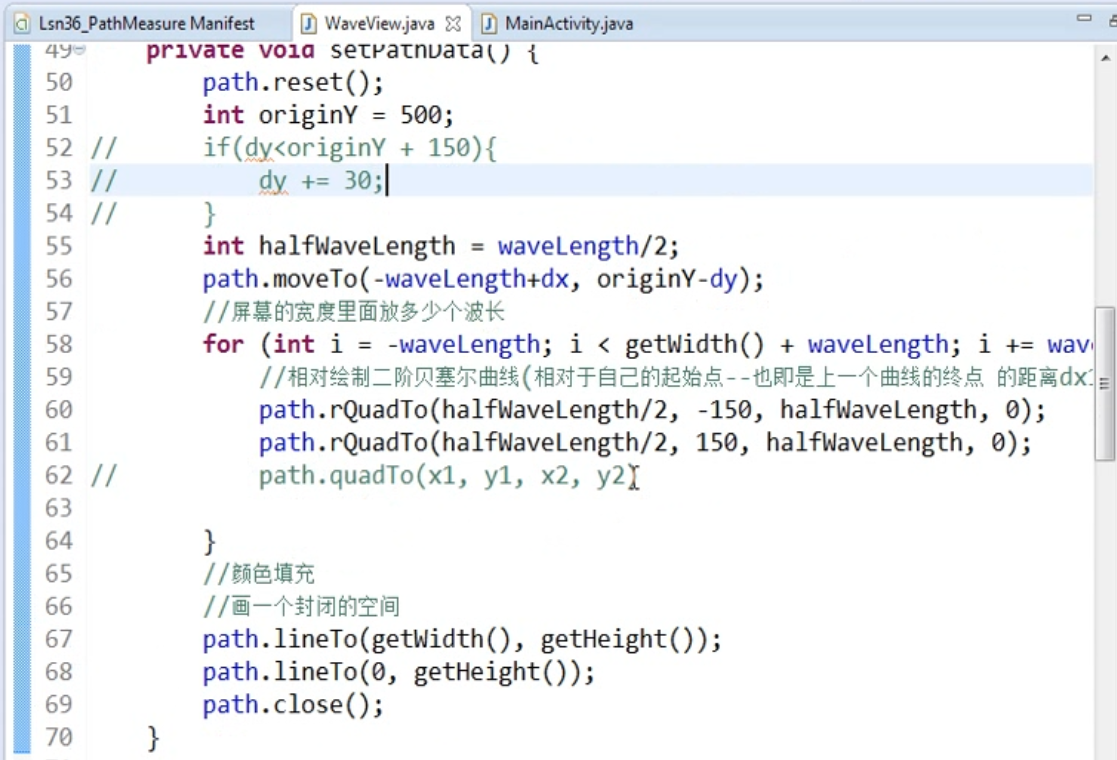 Lsn36_PathMeasure Manifest WaveView.java MainActivity.java
49 private void setPathData() {
50 path.reset();
51 int originY = 500;
52 // if(dy<originY + 150){
53 // dy += 30;
54 // }
55 int halfWaveLength = waveLength/2;
56 path.moveTo(-waveLength+dx, originY-dy);
57 //屏幕的宽度里面放多少个波长
58 for (int i = -waveLength; i < getWidth() + waveLength; i += wav
59 //相对绘制二阶贝塞尔曲线(相对于自己的起始点--也即是上一个曲线的终点 的距离dx1
60 path.rQuadTo(halfWaveLength/2, -150, halfWaveLength, 0);
61 path.rQuadTo(halfWaveLength/2, 150, halfWaveLength, 0);
62 // path.quadTo(x1, y1, x2, y2)
63
64 }
65 //颜色填充
66 //画一个封闭的空间
67 path.lineTo(getWidth(), getHeight());
68 path.lineTo(0, getHeight());
69 path.close();
70 }